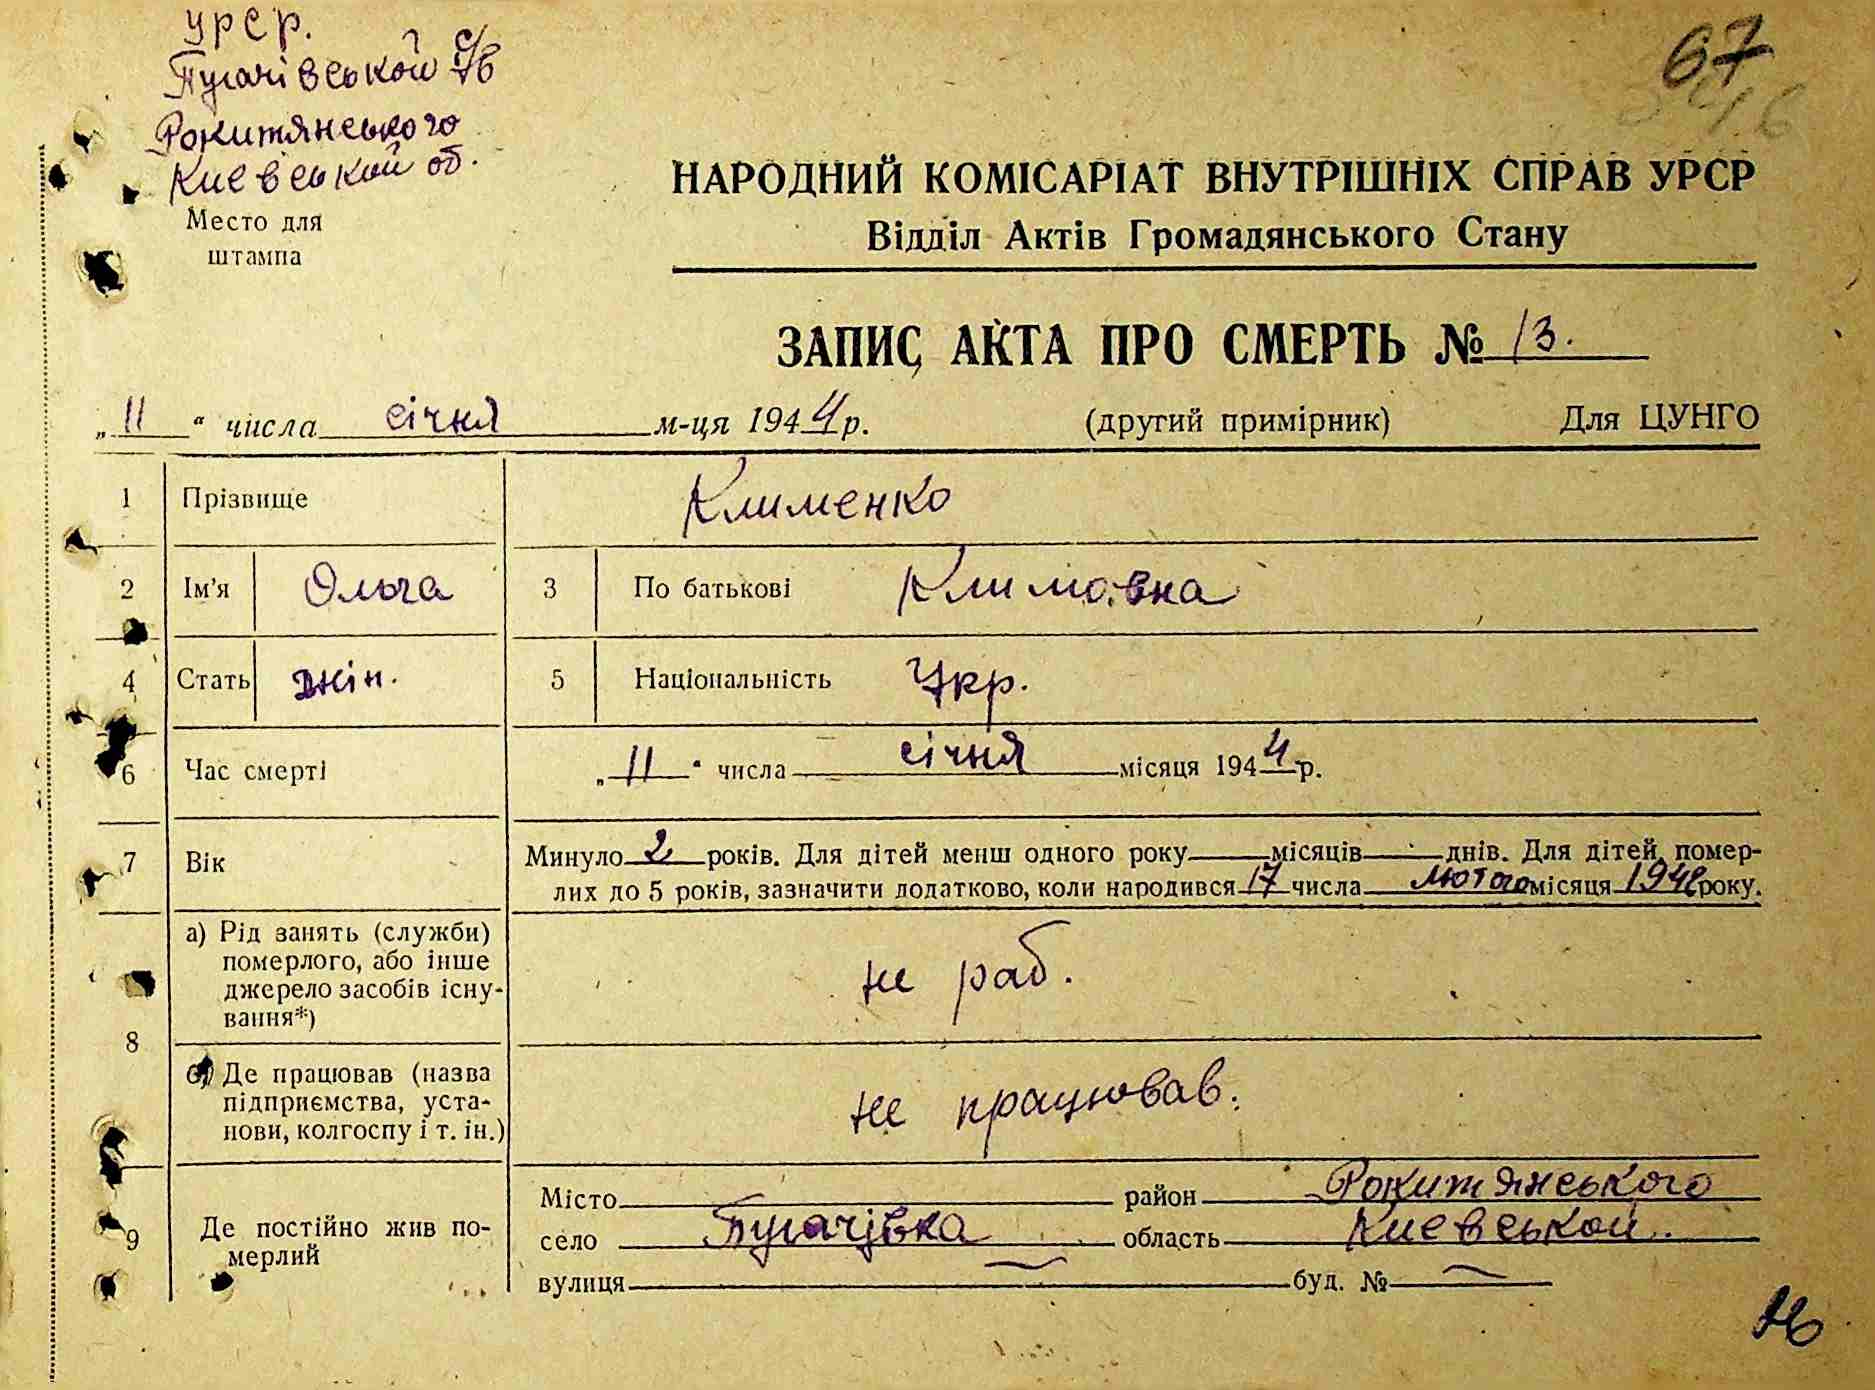 УРСР.
Пугачівськой с/в
Рокитянського
Киевськой об.
67
346
Место для
штампа
НАРОДНИЙ КОМІСАРІАТ ВНУТРІШНІХ СПРАВ УРСР
Відділ Актів Громадянського Стану
ЗАПИС АКТА ПРО СМЕРТЬ № 13.
„11“ числа січня м-ця 1944 р. (другий примірник) Для ЦУНГО
1 Прізвище Клименко
2 Ім'я Ольга 3 По батькові Климовна
4 Стать жін. 5 Національність Укр.
6 Час смерті „11“ числа січня місяця 1944 р.
7 Вік Минуло 2 років. Для дітей менш одного року місяців днів. Для дітей, помер-
лих до 5 років, зазначити додатково, коли народився 17 числа лютого місяця 1942 року.
8 а) Рід занять (служби)
померлого, або інше
джерело засобів існу-
вання*)
не раб.
б) Де працював (назва
підприємства, уста-
нови, колгоспу і т. ін.)
не працював.
9 Де постійно жив по-
мерлий
Місто район Рокитянського
село Пугачівка область Киевськой.
вулиця — буд. № —